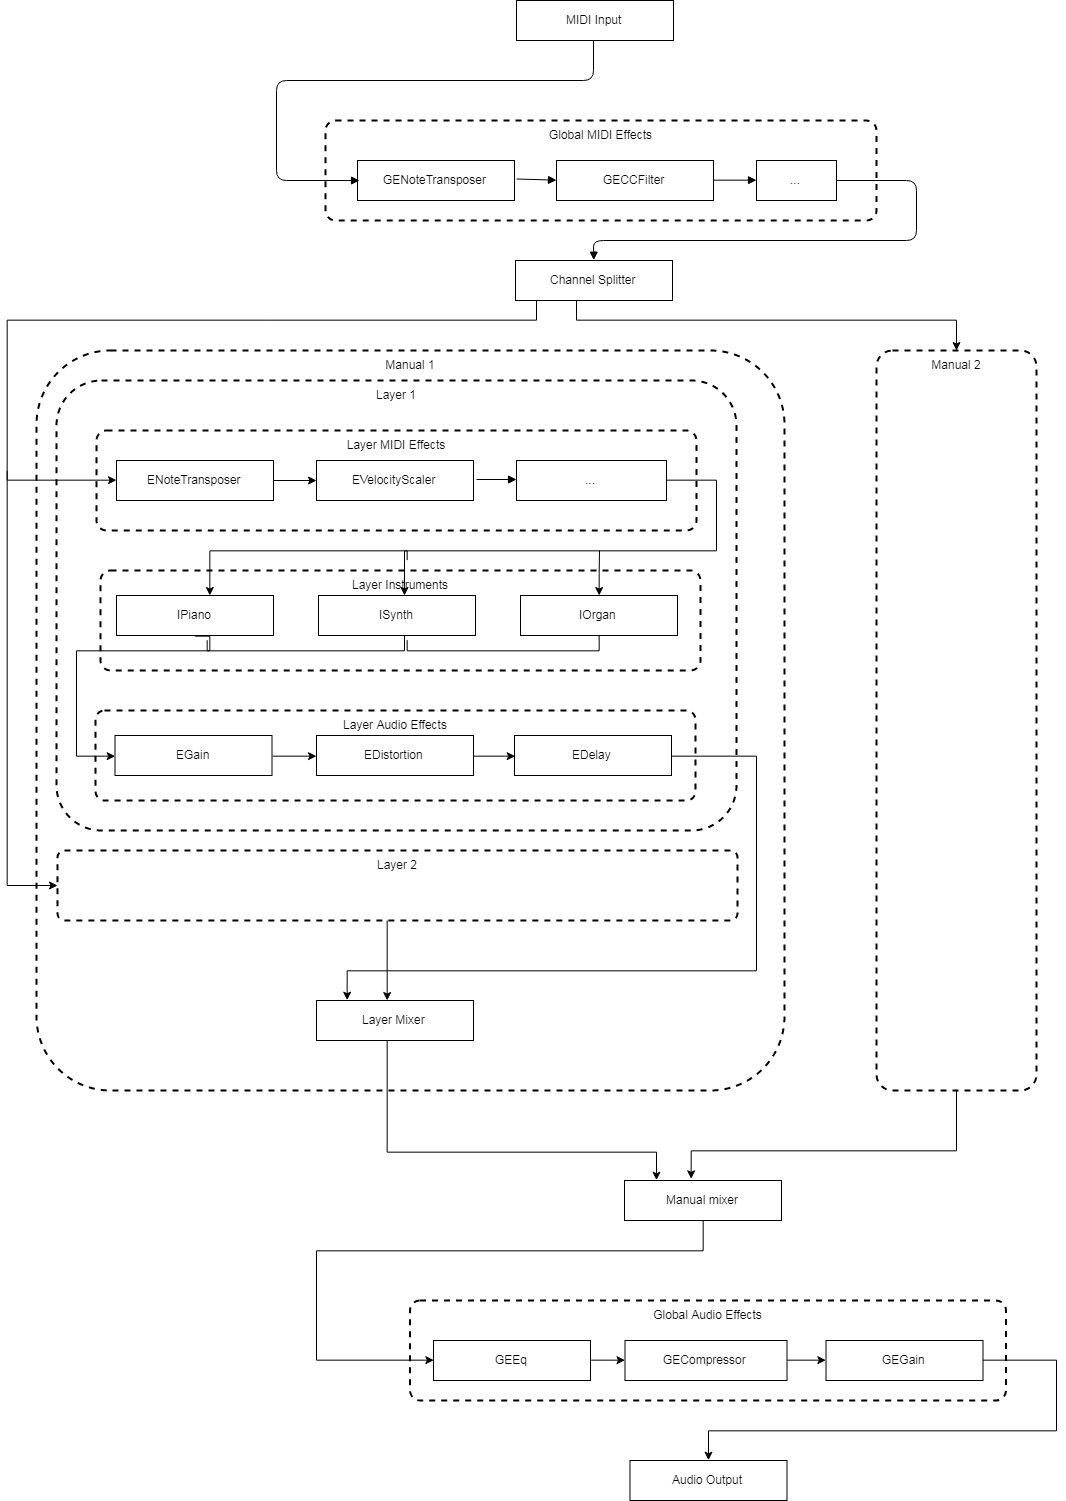 MIDI Input
Global MIDI Effects
GENoteTransposer
GECCFilter
...
Channel Splitter
Manual 1
Manual 2
Layer 1
Layer MIDI Effects
ENoteTransposer
EVelocityScaler
...
Layer Instruments
IPiano
ISynth
IOrgan
Layer Audio Effects
EGain
EDistortion
EDelay
Layer 2
Layer Mixer
Manual mixer
Global Audio Effects
GEEq
GECompressor
GEGain
Audio Output